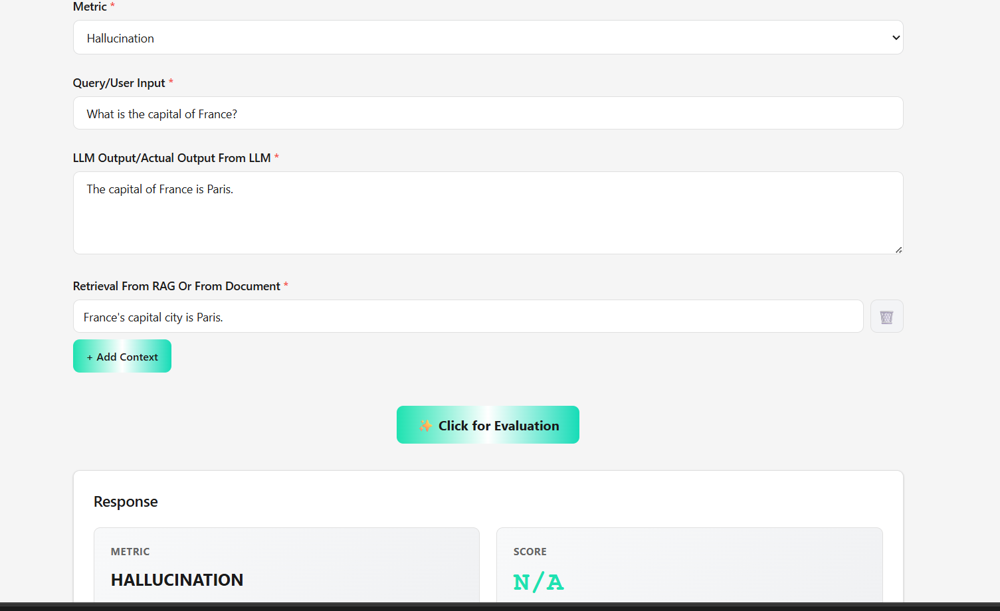 Metric *
Hallucination
Query/User Input *
What is the capital of France?
LLM Output/Actual Output From LLM *
The capital of France is Paris.
Retrieval From RAG Or From Document *
France's capital city is Paris.
+ Add Context
✨ Click for Evaluation
Response
METRIC
SCORE
HALLUCINATION
N/A